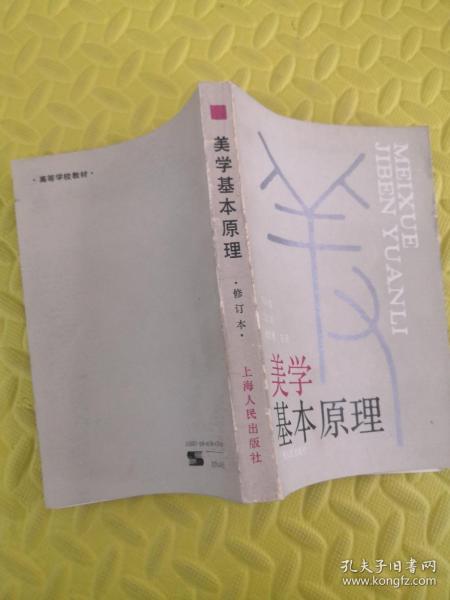 ·高等学校教材·
美学基本原理
·修订本·
上海人民出版社
MEIXUE
JIBEN YUANLI
美学
基本原理
孔夫子旧书网
www.kongfz.com